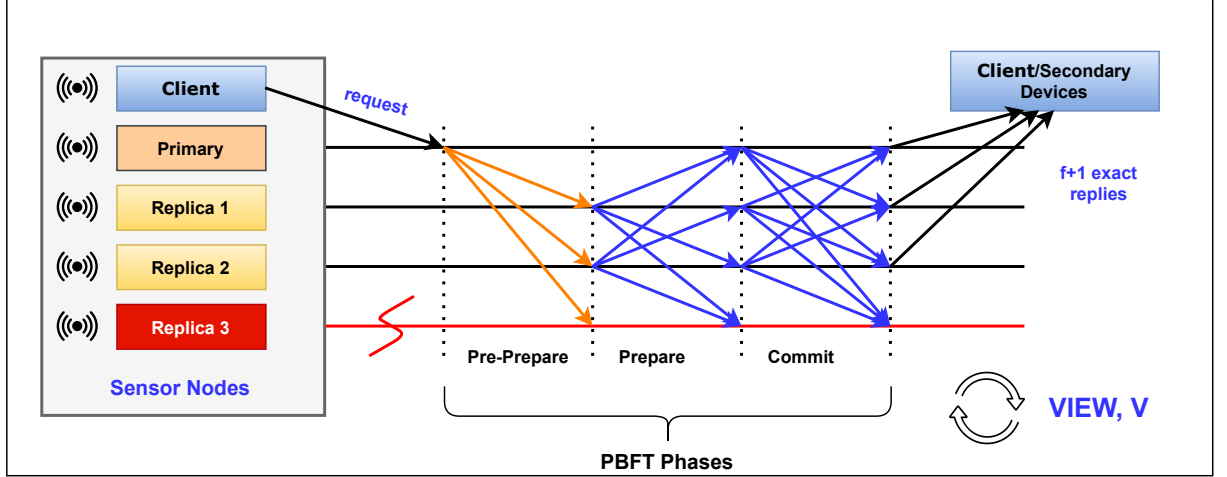 Client
Primary
Replica 1
Replica 2
Replica 3
Sensor Nodes
request
Pre-Prepare
Prepare
Commit
PBFT Phases
Client/Secondary
Devices
f+1 exact
replies
VIEW, V